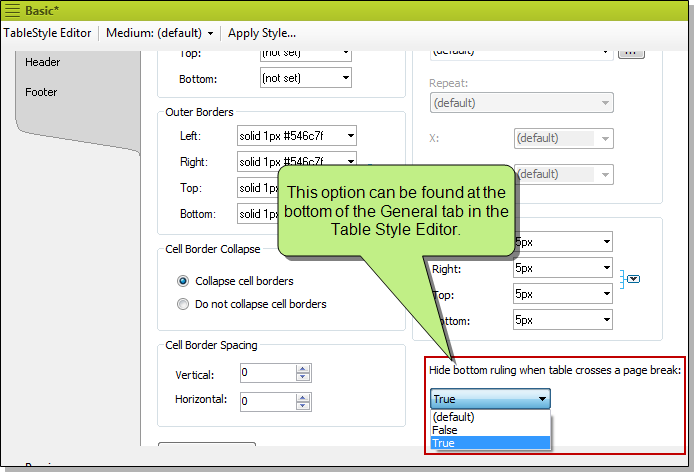 Basic*
TableStyle Editor
Medium: (default)
Apply Style...
Header
Footer
Top:
(not set)
Bottom:
(not set)
Outer Borders
Left:
solid 1px #546c7f
Right:
solid 1px #546c7f
Top:
solid 1p
Bottom:
solid 1p
Cell Border Collapse
Collapse cell borders
Do not collapse cell borders
Cell Border Spacing
Vertical:
0
Horizontal:
0
(default)
Repeat:
(default)
X:
(default)
(default)
5px
Right:
5px
Top:
5px
Bottom:
5px
This option can be found at the
bottom of the General tab in the
Table Style Editor.
Hide bottom ruling when table crosses a page break:
True
(default)
False
True